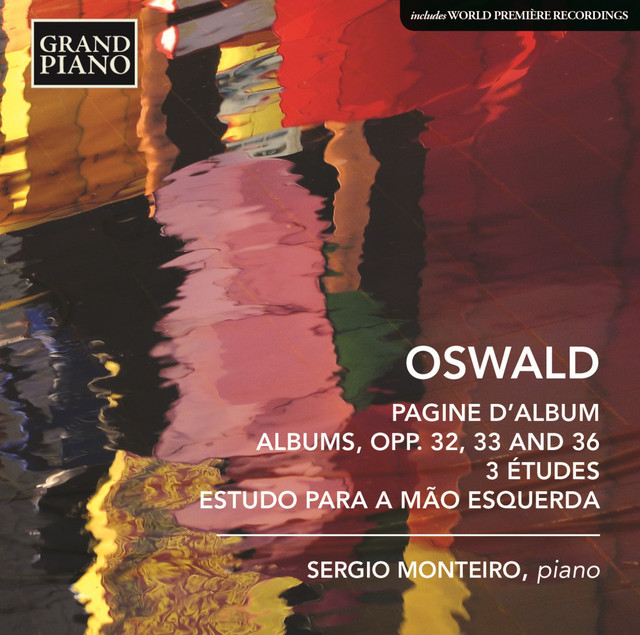 includes WORLD PREMIÈRE RECORDINGS
GRAND
PIANO
OSWALD
PAGINE D’ALBUM
ALBUMS, OPP. 32, 33 AND 36
3 ÉTUDES
ESTUDO PARA A MÃO ESQUERDA
SERGIO MONTEIRO, piano